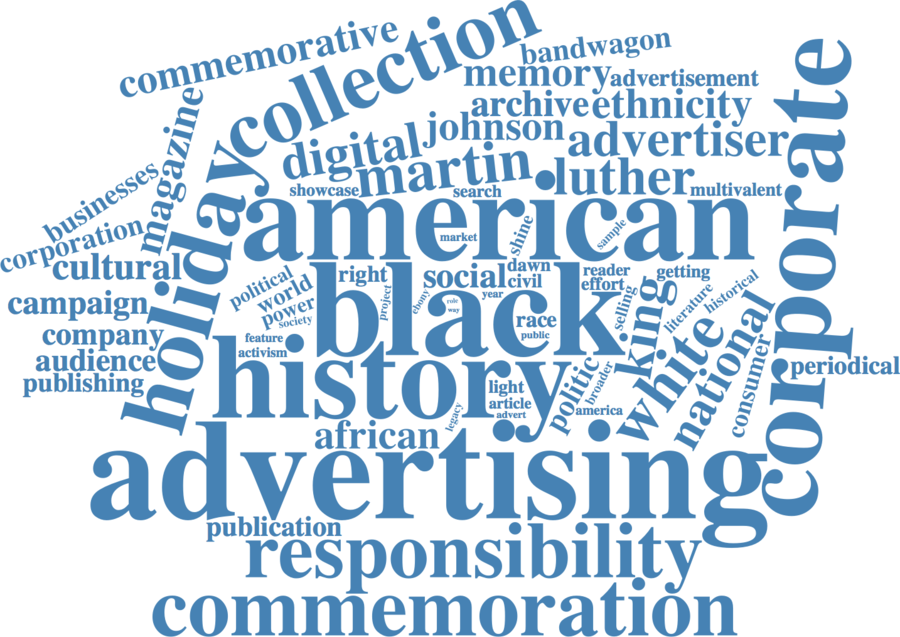 commemorative
collection
bandwagon
memory
advertisement
archive
ethnicity
johnson
advertiser
digital
martin
luther
showcase
search
multivalent
magazine
holiday
businesses
corporation
cultural
campaign
company
audience
publishing
american
market
shine
sample
corporate
political
world
power
society
right
project
ebony
social
dawn
civil
year
role
way
reader
effort
getting
selling
king
literature
historical
black
race
public
feature
activism
history
light
article
advert
legacy
politic
broader
america
white
national
consumer
periodical
african
advertising
publication
responsibility
commemoration